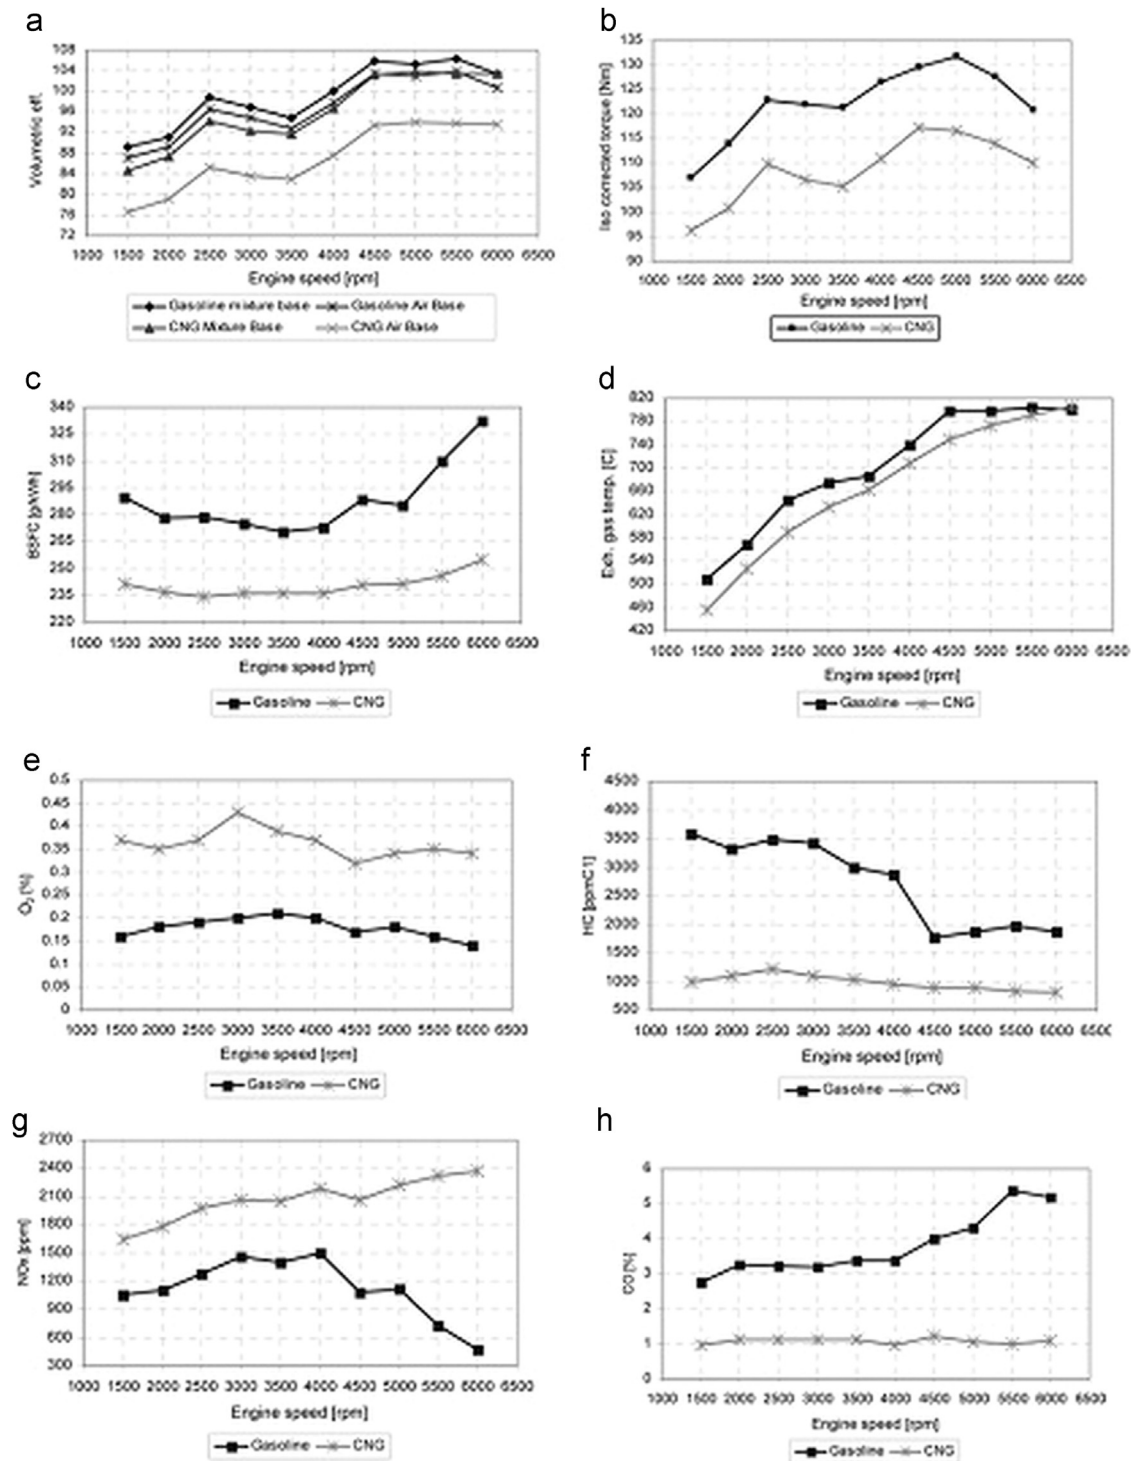 a
108
104
100
96
92
88
84
80
76
72
Volumetric eff.
1000 1500 2000 2500 3000 3500 4000 4500 5000 5500 6000 6500
Engine speed [rpm]
Gasoline mixture base Gasoline Air Base
CNG Mixture Base CNG Air Base
b
135
130
125
120
115
110
105
100
95
90
Iso corrected torque [Nm]
1000 1500 2000 2500 3000 3500 4000 4500 5000 5500 6000 6500
Engine speed [rpm]
Gasoline CNG
c
340
325
310
295
280
265
250
235
220
BSFC [g/kWh]
1000 1500 2000 2500 3000 3500 4000 4500 5000 5500 6000 6500
Engine speed [rpm]
Gasoline CNG
d
820
780
740
700
660
620
580
540
500
460
420
Exh. gas temp. [C]
1000 1500 2000 2500 3000 3500 4000 4500 5000 5500 6000 6500
Engine speed [rpm]
Gasoline CNG
e
0.5
0.45
0.4
0.35
0.3
0.25
0.2
0.15
0.1
0.05
0
O2 [%]
1000 1500 2000 2500 3000 3500 4000 4500 5000 5500 6000 6500
Engine speed [rpm]
Gasoline CNG
f
4500
4000
3500
3000
2500
2000
1500
1000
500
HC [ppmC1]
1000 1500 2000 2500 3000 3500 4000 4500 5000 5500 6000 6500
Engine speed [rpm]
Gasoline CNG
g
2700
2400
2100
1800
1500
1200
900
600
300
NOx [ppm]
1000 1500 2000 2500 3000 3500 4000 4500 5000 5500 6000 6500
Engine speed [rpm]
Gasoline CNG
h
6
5
4
3
2
1
0
CO [%]
1000 1500 2000 2500 3000 3500 4000 4500 5000 5500 6000 6500
Engine speed [rpm]
Gasoline CNG